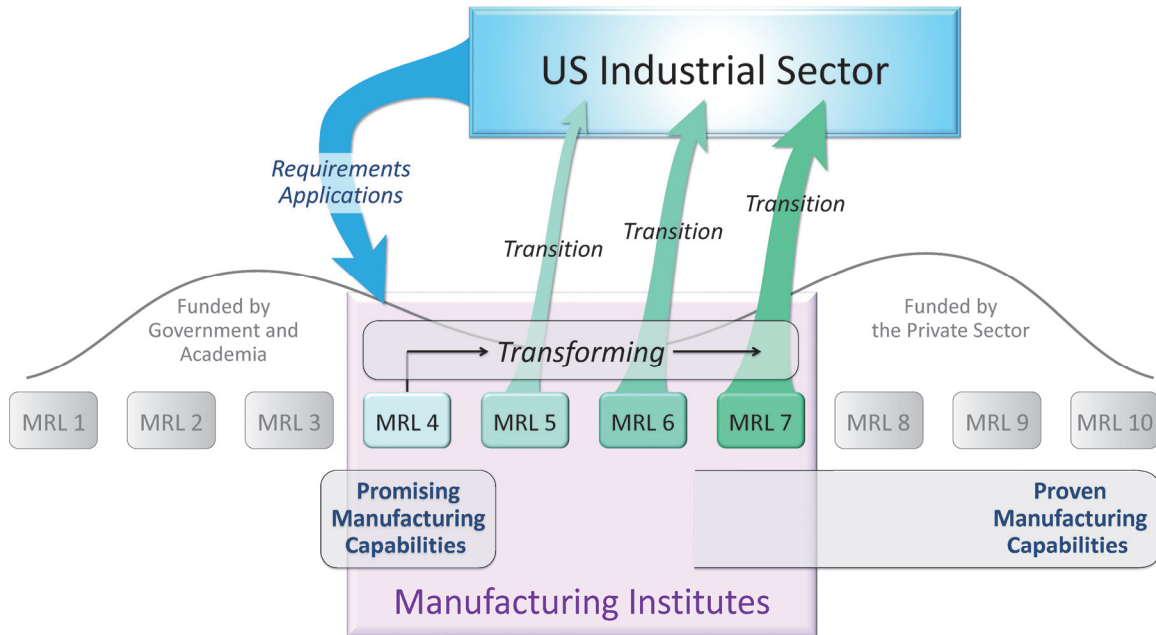 US Industrial Sector
Requirements
Applications
Transition
Transition
Transition
Funded by
Government and
Academia
Funded by
the Private Sector
Transforming
MRL 1
MRL 2
MRL 3
MRL 4
MRL 5
MRL 6
MRL 7
MRL 8
MRL 9
MRL 10
Promising
Manufacturing
Capabilities
Proven
Manufacturing
Capabilities
Manufacturing Institutes